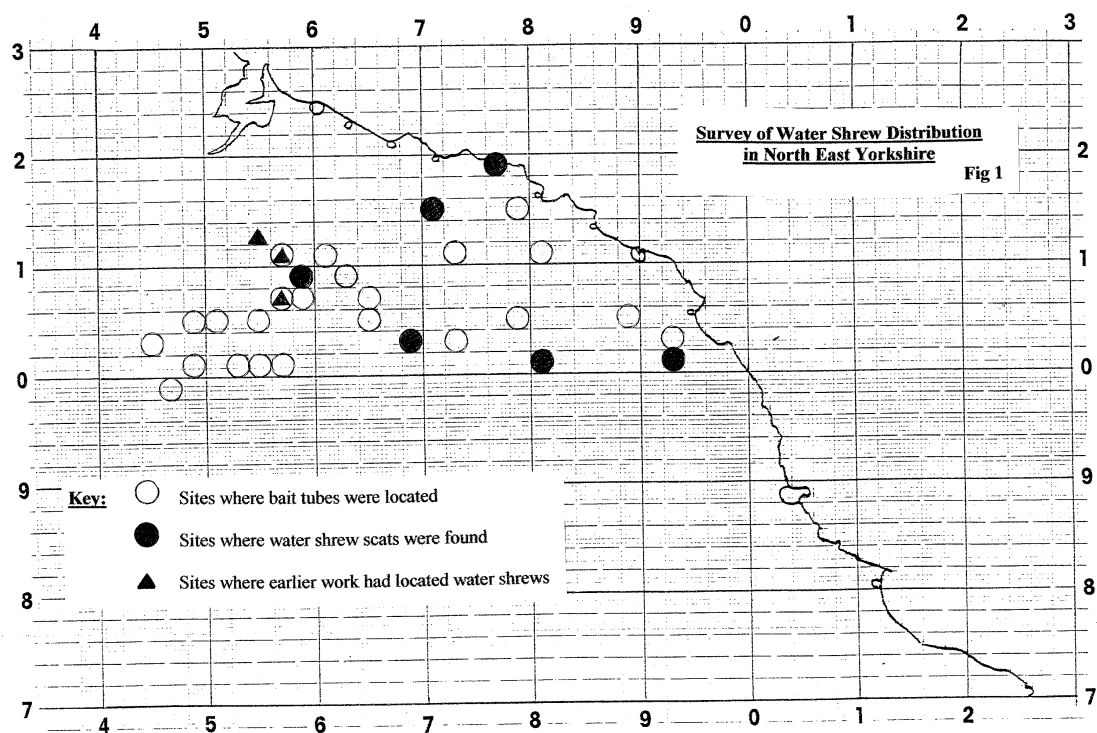 4 5 6 7 8 9 0 1 2 3
3
2 2
1 1
0 0
9 9
8 8
7 7
Survey of Water Shrew Distribution
in North East Yorkshire
Fig 1
Key: Sites where bait tubes were located
Sites where water shrew scats were found
Sites where earlier work had located water shrews
4 5 6 7 8 9 0 1 2 3